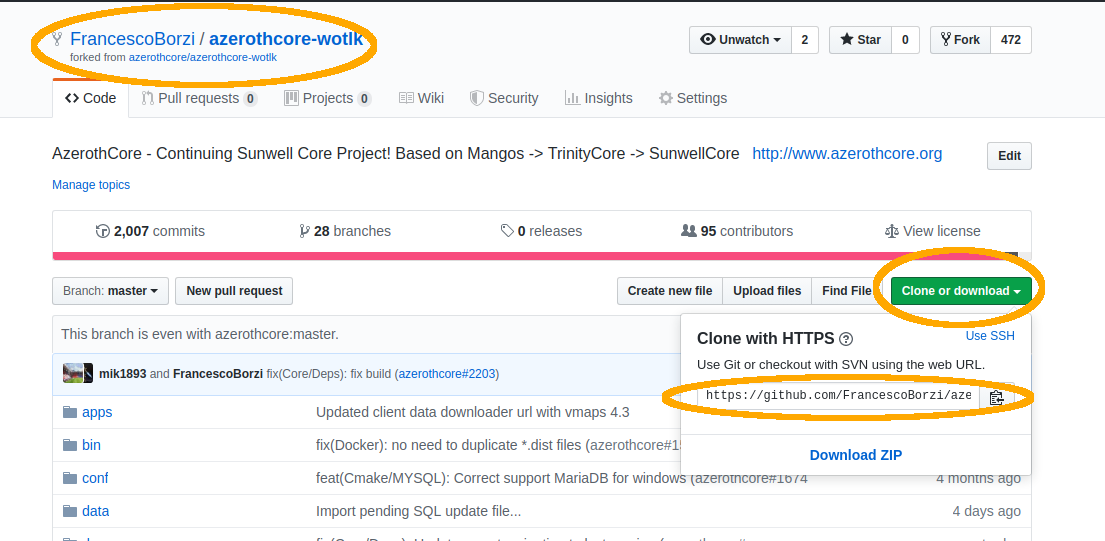 FrancescoBorzi / azerothcore-wotlk
forked from azerothcore/azerothcore-wotlk
Unwatch 2 Star 0 Fork 472
Code Pull requests 0 Projects 0 Wiki Security Insights Settings
AzerothCore - Continuing Sunwell Core Project! Based on Mangos -> TrinityCore -> SunwellCore http://www.azerothcore.org Edit
Manage topics
2,007 commits 28 branches 0 releases 95 contributors View license
Branch: master New pull request Create new file Upload files Find File Clone or download
This branch is even with azerothcore:master.
Clone with HTTPS ? Use SSH
Use Git or checkout with SVN using the web URL.
https://github.com/FrancescoBorzi/aze
Download ZIP
mik1893 and FrancescoBorzi fix(Core/Deps): fix build (azerothcore#2203)
apps Updated client data downloader url with vmaps 4.3
bin fix(Docker): no need to duplicate *.dist files (azerothcore#15
conf feat(Cmake/MYSQL): Correct support MariaDB for windows (azerothcore#1674 4 months ago
data Import pending SQL update file... 4 days ago